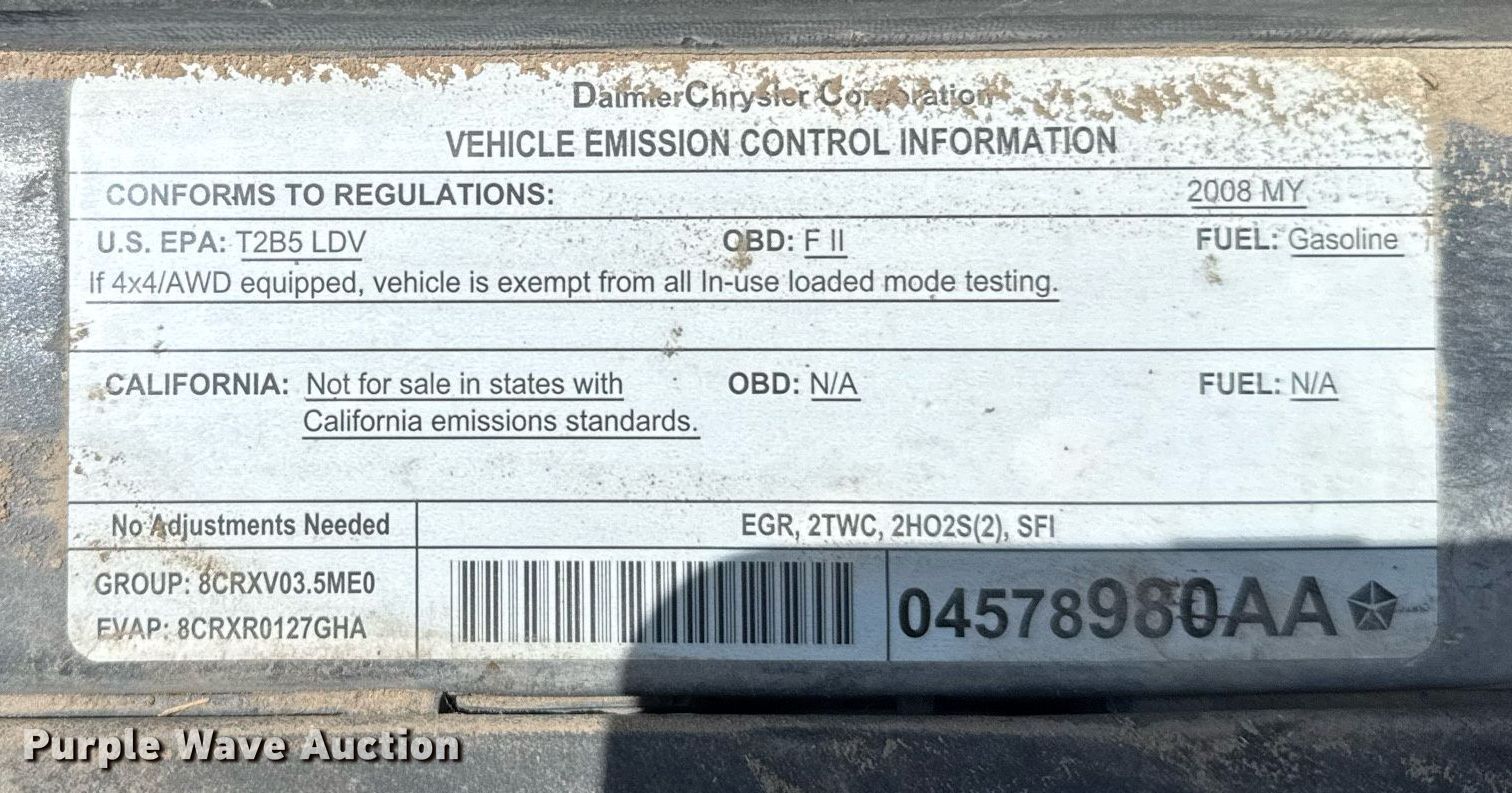 DaimlerChrysler Corporation
VEHICLE EMISSION CONTROL INFORMATION
CONFORMS TO REGULATIONS: 2008 MY
U.S. EPA: T2B5 LDV OBD: F II FUEL: Gasoline
If 4x4/AWD equipped, vehicle is exempt from all In-use loaded mode testing.
CALIFORNIA: Not for sale in states with OBD: N/A FUEL: N/A
California emissions standards.
No Adjustments Needed EGR, 2TWC, 2HO2S(2), SFI
GROUP: 8CRXV03.5ME0
EVAP: 8CRXR0127GHA
04578980AA
Purple Wave Auction